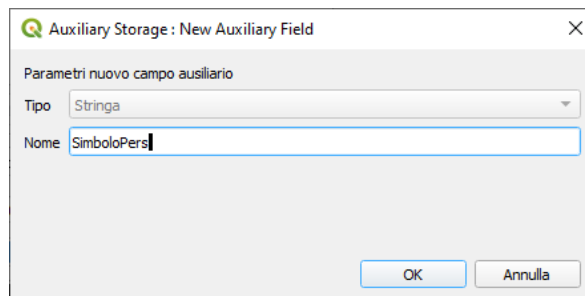 Auxiliary Storage : New Auxiliary Field
Parametri nuovo campo ausiliario
Tipo Stringa
Nome SimboloPers
OK Annulla